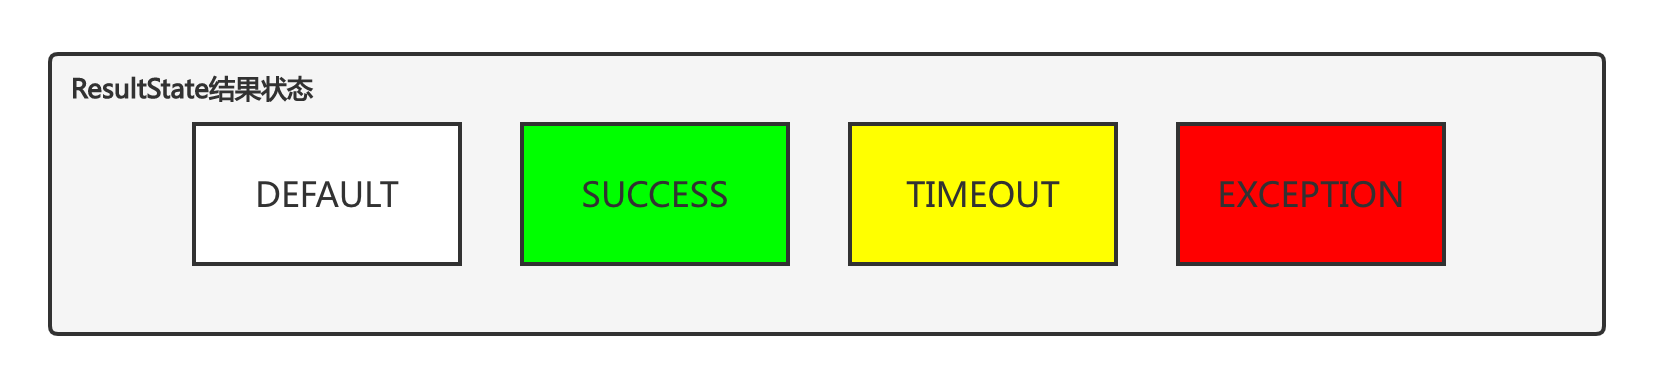 ResultState结果状态
DEFAULT
SUCCESS
TIMEOUT
EXCEPTION